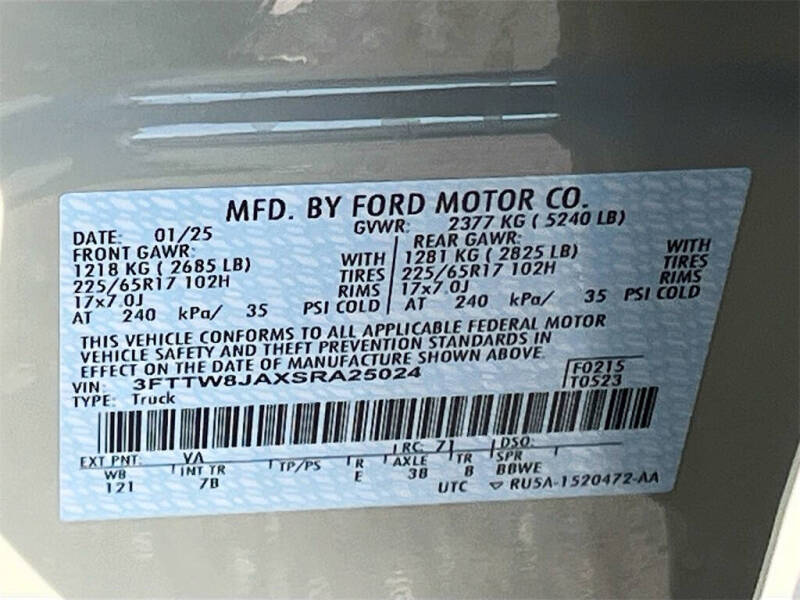 MFD. BY FORD MOTOR CO.
DATE: 01/25 GVWR: 2377 KG ( 5240 LB)
FRONT GAWR: REAR GAWR:
1218 KG ( 2685 LB) WITH 1281 KG ( 2825 LB) WITH
225/65R17 102H TIRES 225/65R17 102H TIRES
17x7.0J RIMS 17x7.0J RIMS
AT 240 kPa/ 35 PSI COLD AT 240 kPa/ 35 PSI COLD
THIS VEHICLE CONFORMS TO ALL APPLICABLE FEDERAL MOTOR
VEHICLE SAFETY AND THEFT PREVENTION STANDARDS IN
EFFECT ON THE DATE OF MANUFACTURE SHOWN ABOVE.
VIN: 3FTTW8JAXSRA25024 F0215
TYPE: Truck T0523
EXT PNT: YA RC: 71 DSO:
WB INT TR TP/PS R AXLE TR SPR
121 7B E 3B 8 BBWE
UTC ▽ RU5A-1520472-AA